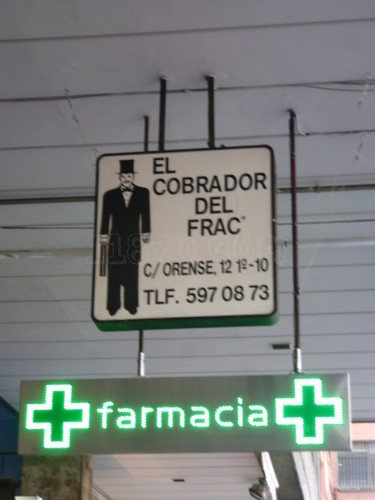 EL
COBRADOR
DEL
FRAC®
C/ ORENSE, 12 1º-10
TLF. 597 08 73
farmacia